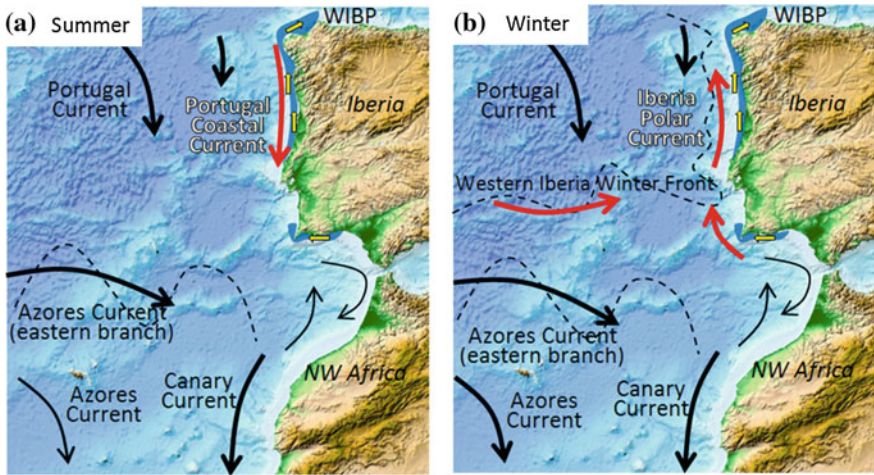 (a) Summer
WIBP
Portugal
Current
Portugal
Coastal
Current
Iberia
Azores Current
(eastern branch)
Azores
Current
Canary
Current
NW Africa
(b) Winter
WIBP
Portugal
Current
Iberia
Polar
Current
Iberia
Western Iberia Winter Front
Azores Current
(eastern branch)
Azores
Current
Canary
Current
NW Africa